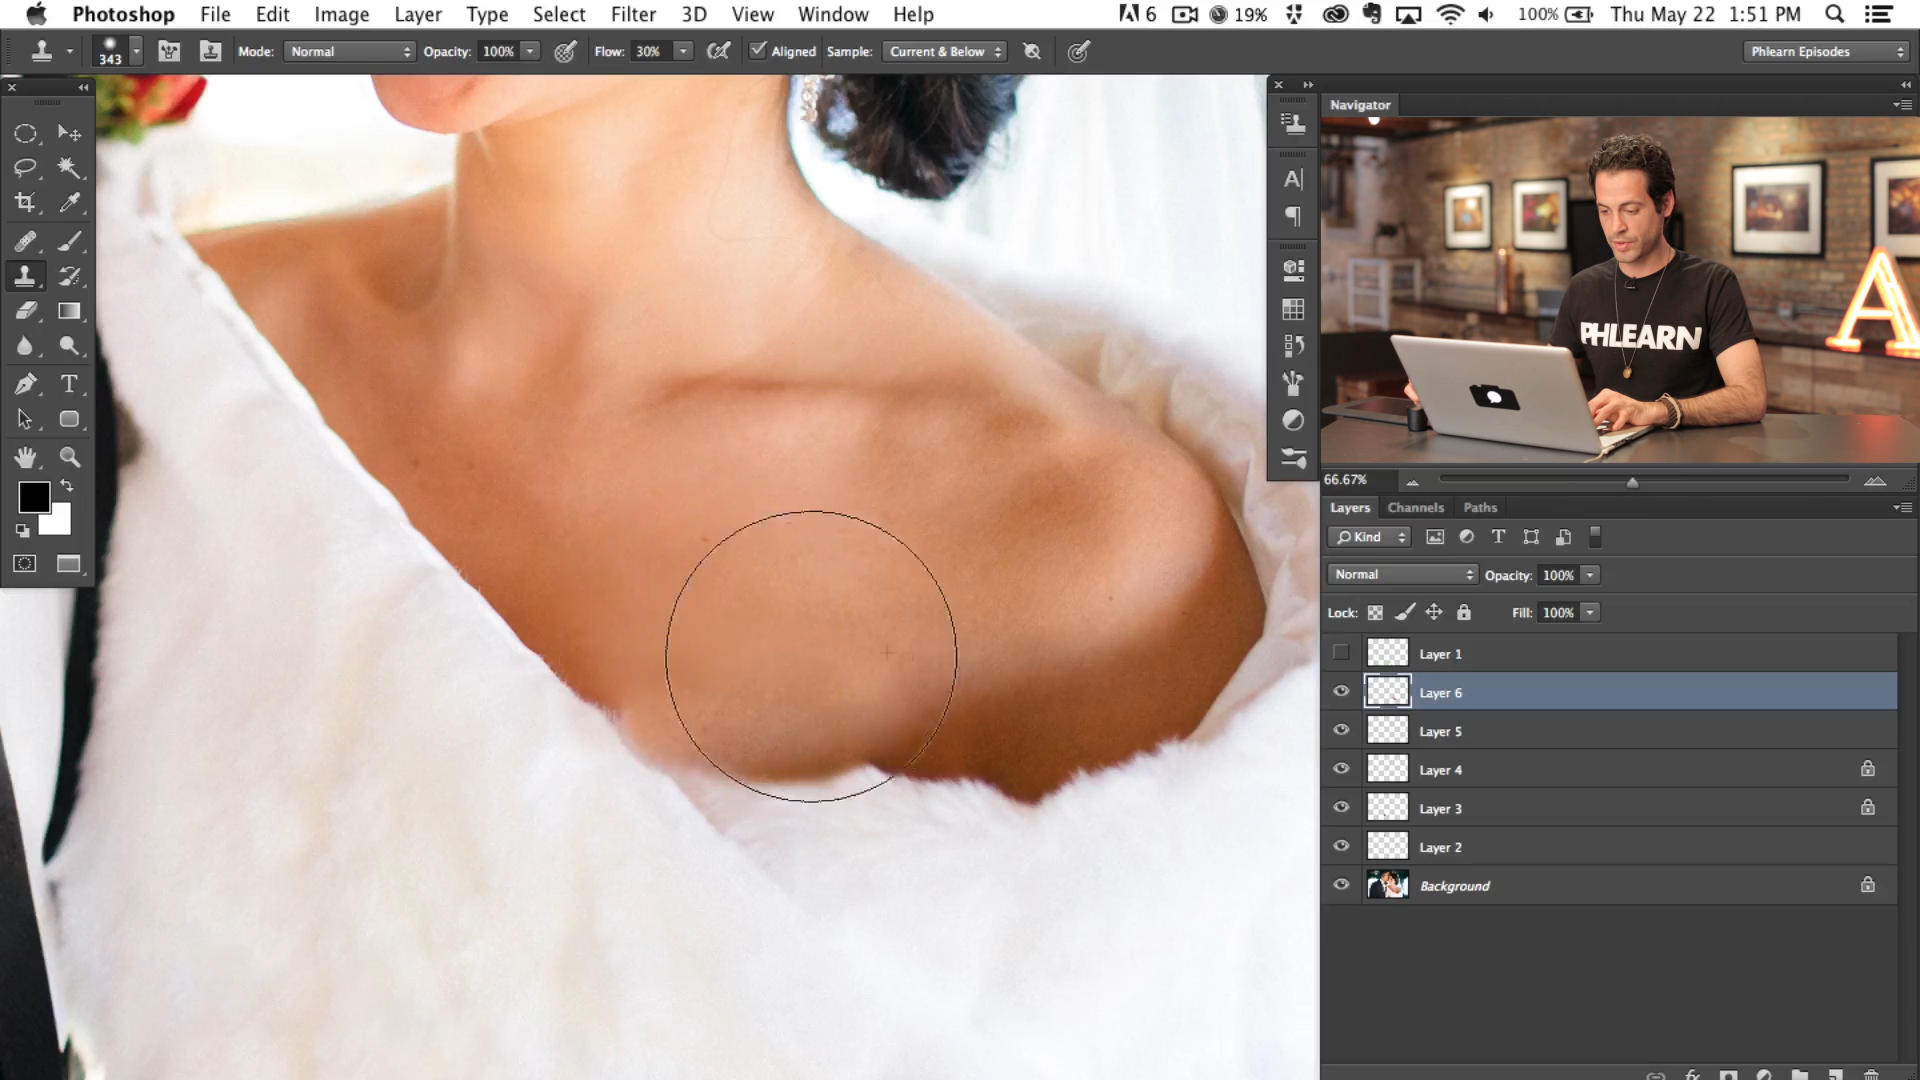 Photoshop File Edit Image Layer Type Select Filter 3D View Window Help 6 19% 100% Thu May 22 1:51 PM
343 Mode: Normal Opacity: 100% Flow: 30% Aligned Sample: Current & Below Phlearn Episodes
Navigator
A
PHLEARN
A
T
66.67%
Layers Channels Paths
Kind T
Normal Opacity: 100%
Lock: Fill: 100%
Layer 1
Layer 6
Layer 5
Layer 4
Layer 3
Layer 2
Background
fx